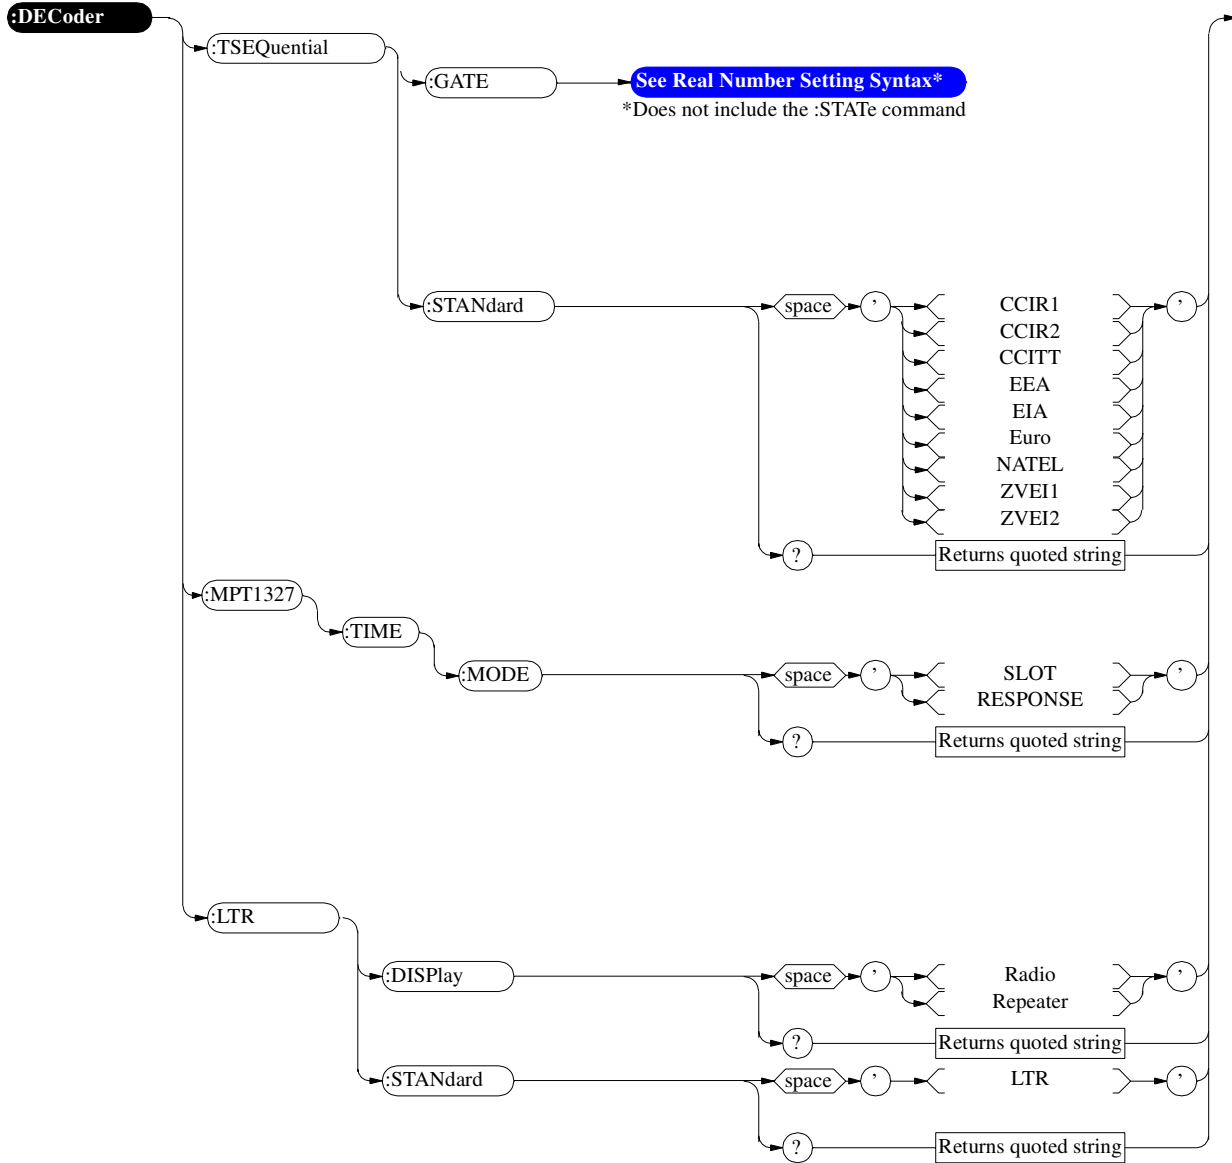 :DECoder
:TSEQuential
:GATE
See Real Number Setting Syntax*
*Does not include the :STATe command
:STANdard
space
’
CCIR1
CCIR2
CCITT
EEA
EIA
Euro
NATEL
ZVEI1
ZVEI2
’
?
Returns quoted string
:MPT1327
:TIME
:MODE
space
’
SLOT
RESPONSE
’
?
Returns quoted string
:LTR
:DISPlay
space
’
Radio
Repeater
’
?
Returns quoted string
:STANdard
space
’
LTR
’
?
Returns quoted string